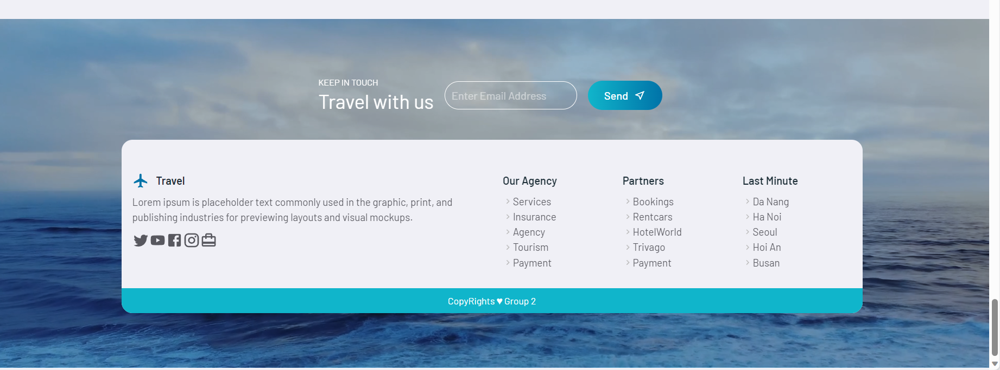 KEEP IN TOUCH
Travel with us
Enter Email Address
Send
Travel
Lorem ipsum is placeholder text commonly used in the graphic, print, and
publishing industries for previewing layouts and visual mockups.
Our Agency
Services
Insurance
Agency
Tourism
Payment
Partners
Bookings
Rentcars
HotelWorld
Trivago
Payment
Last Minute
Da Nang
Ha Noi
Seoul
Hoi An
Busan
CopyRights ♥ Group 2